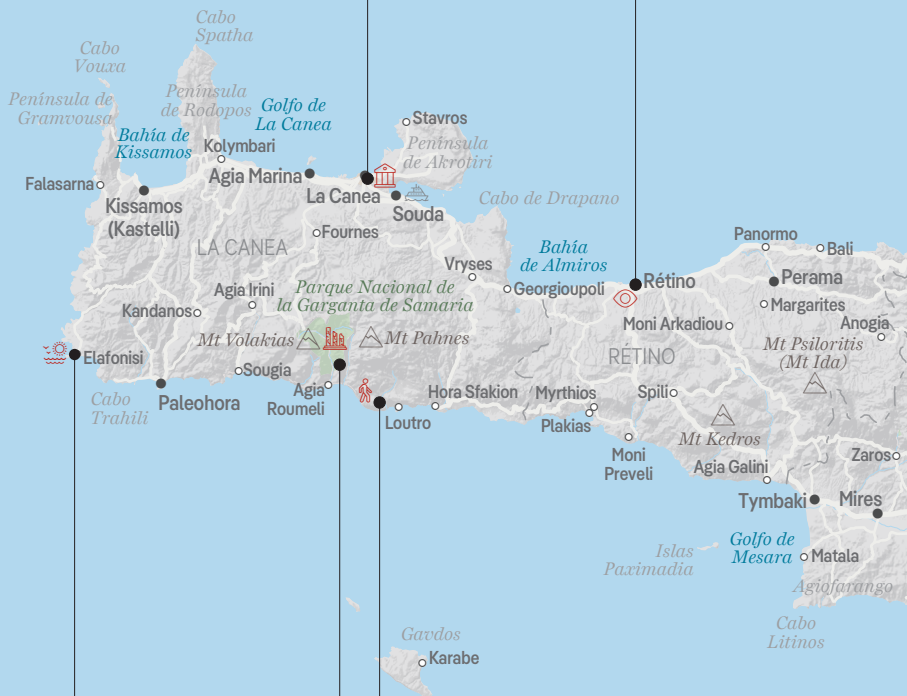 Cabo
Spatha
Cabo
Vouxa
Península de
Gramvousa
Península
de Rodopos
Golfo de
La Canea
Bahía de
Kissamos
Kolymbari
Stavros
Península
de Akrotiri
Falasarna
Agia Marina
La Canea
Souda
Kissamos
(Kastelli)
Cabo de Drapano
Fournes
LA CANEA
Bahía
de Almiros
Panormo
Bali
Vryses
Georgioupoli
Rétino
Perama
Agia Irini
Parque Nacional de
la Garganta de Samaria
Kandanos
Margarites
Moni Arkadiou
Anogia
Mt Volakias
Mt Pahnes
Mt Psiloritis
(Mt Ida)
RÉTINO
Elafonisi
Sougia
Agia
Roumeli
Hora Sfakion
Myrthios
Spili
Cabo
Trahili
Paleohora
Loutro
Plakias
Mt Kedros
Moni
Preveli
Zaros
Agia Galini
Tymbaki
Mires
Golfo de
Mesara
Islas
Paximadia
Matala
Agiofarango
Cabo
Litinos
Gavdos
Karabe